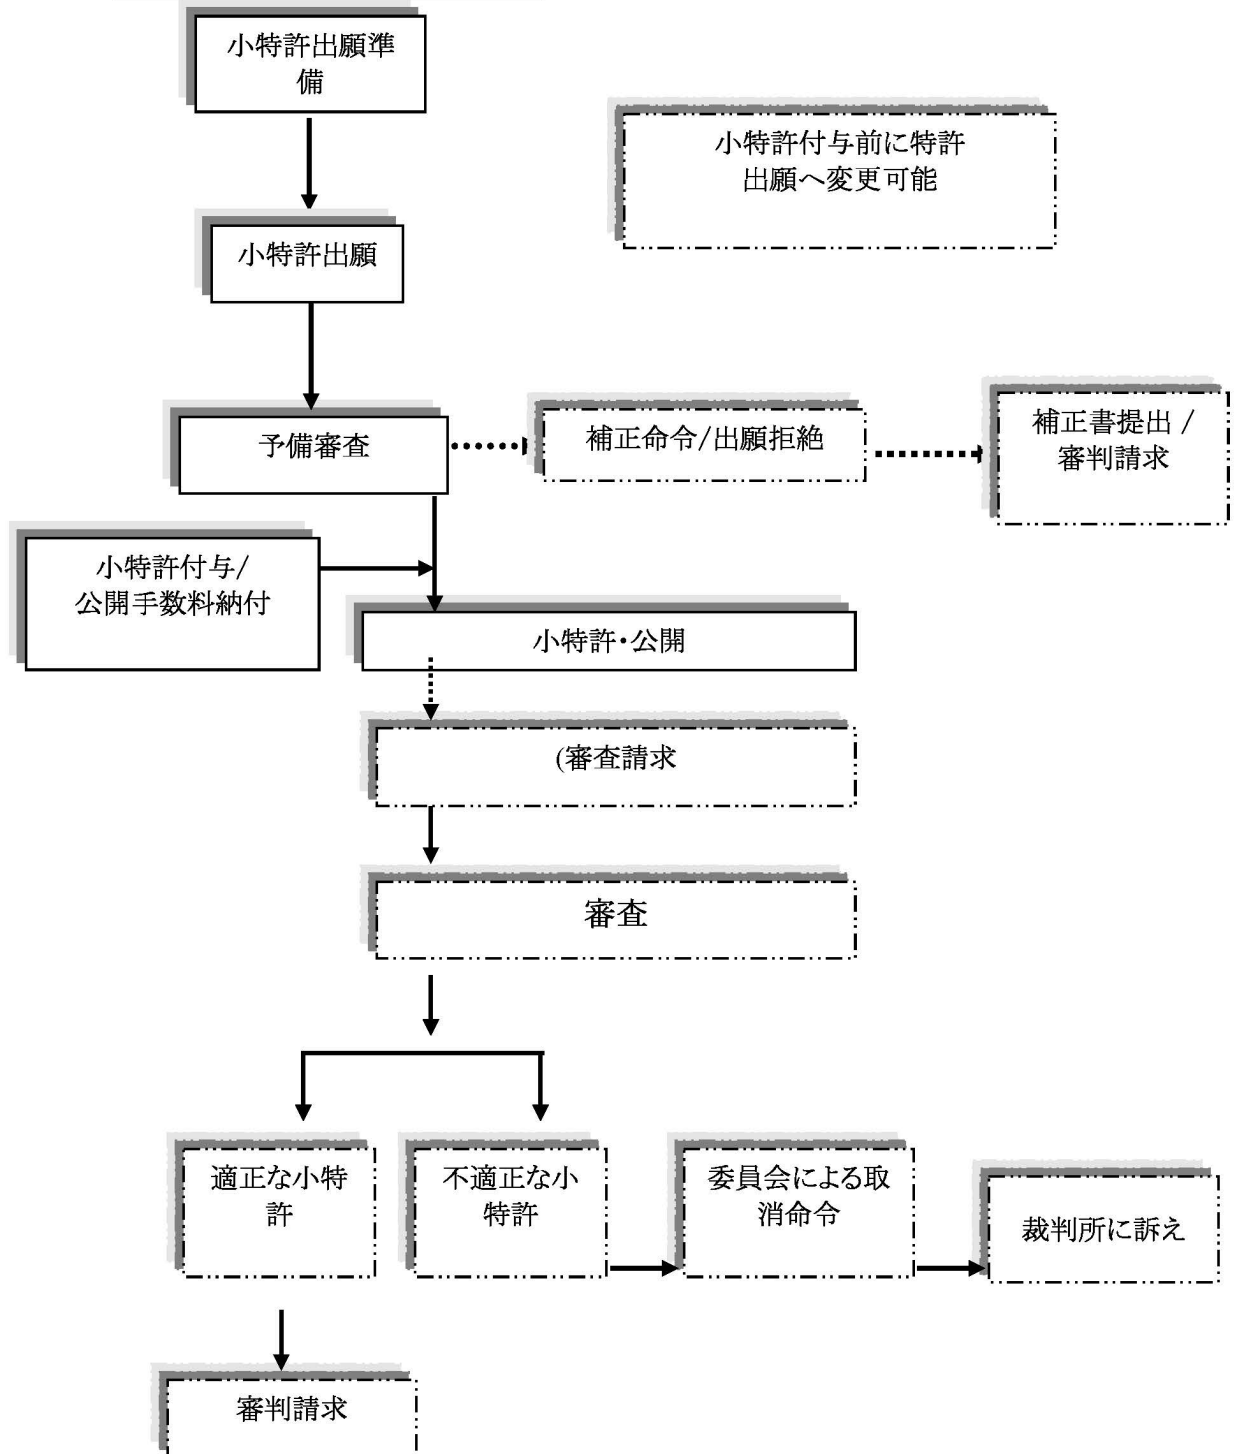 小特許出願準
備
小特許付与前に特許
出願へ変更可能
小特許出願
予備審査
補正命令/出願拒絶
補正書提出 /
審判請求
小特許付与/
公開手数料納付
小特許・公開
(審査請求
審査
適正な小特
許
不適正な小
特許
委員会による取
消命令
裁判所に訴え
審判請求